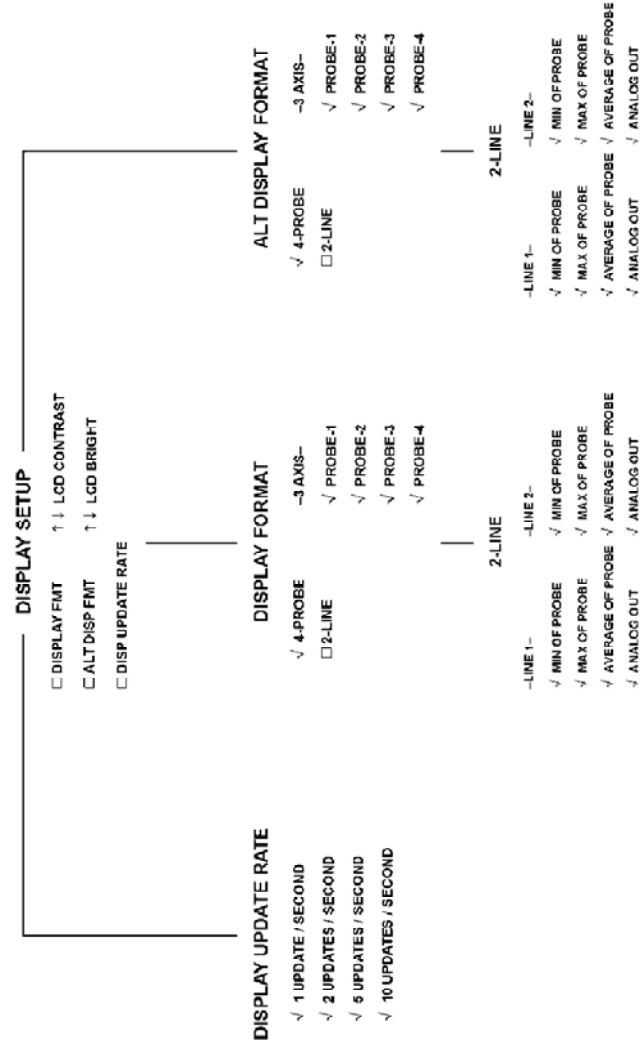 DISPLAY SETUP
□ DISPLAY FMT ↑↓ LCD CONTRAST
□ ALT DISP FMT ↑↓ LCD BRIGHT
□ DISP UPDATE RATE
DISPLAY UPDATE RATE
√ 1 UPDATE / SECOND
√ 2 UPDATES / SECOND
√ 5 UPDATES / SECOND
√ 10 UPDATES / SECOND
DISPLAY FORMAT
√ 4-PROBE –3 AXIS–
□ 2-LINE √ PROBE-1
√ PROBE-2
√ PROBE-3
√ PROBE-4
2-LINE
–LINE 1– –LINE 2–
√ MIN OF PROBE √ MIN OF PROBE
√ MAX OF PROBE √ MAX OF PROBE
√ AVERAGE OF PROBE √ AVERAGE OF PROBE
√ ANALOG OUT √ ANALOG OUT
ALT DISPLAY FORMAT
√ 4-PROBE –3 AXIS–
□ 2-LINE √ PROBE-1
√ PROBE-2
√ PROBE-3
√ PROBE-4
2-LINE
–LINE 1– –LINE 2–
√ MIN OF PROBE √ MIN OF PROBE
√ MAX OF PROBE √ MAX OF PROBE
√ AVERAGE OF PROBE √ AVERAGE OF PROBE
√ ANALOG OUT √ ANALOG OUT